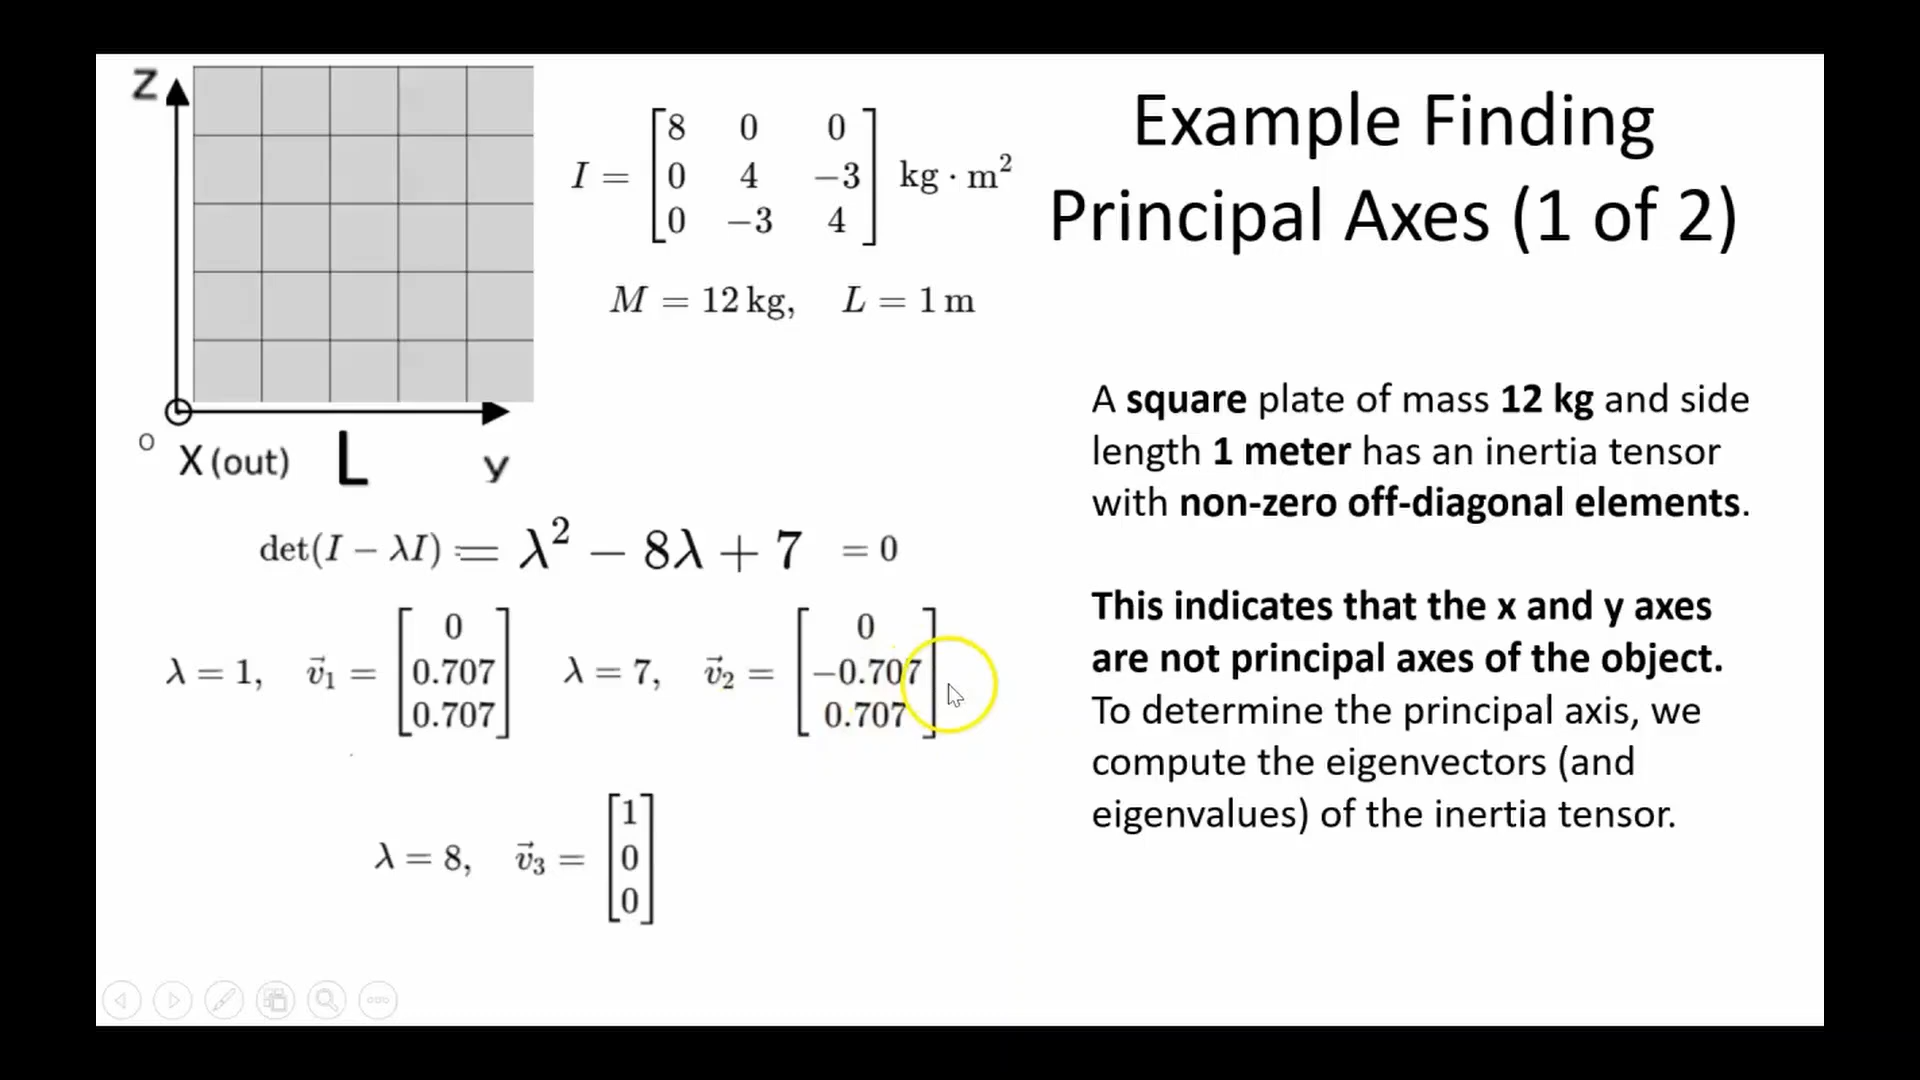 Example Finding
Principal Axes (1 of 2)
Z
X (out) L y
O
I = [8 0 0; 0 4 −3; 0 −3 4] kg · m²
M = 12 kg, L = 1 m
det(I − λI) = λ² − 8λ + 7 = 0
λ = 1, v⃗₁ = [0; 0.707; 0.707] λ = 7, v⃗₂ = [0; −0.707; 0.707]
λ = 8, v⃗₃ = [1; 0; 0]
A square plate of mass 12 kg and side
length 1 meter has an inertia tensor
with non-zero off-diagonal elements.
This indicates that the x and y axes
are not principal axes of the object.
To determine the principal axis, we
compute the eigenvectors (and
eigenvalues) of the inertia tensor.